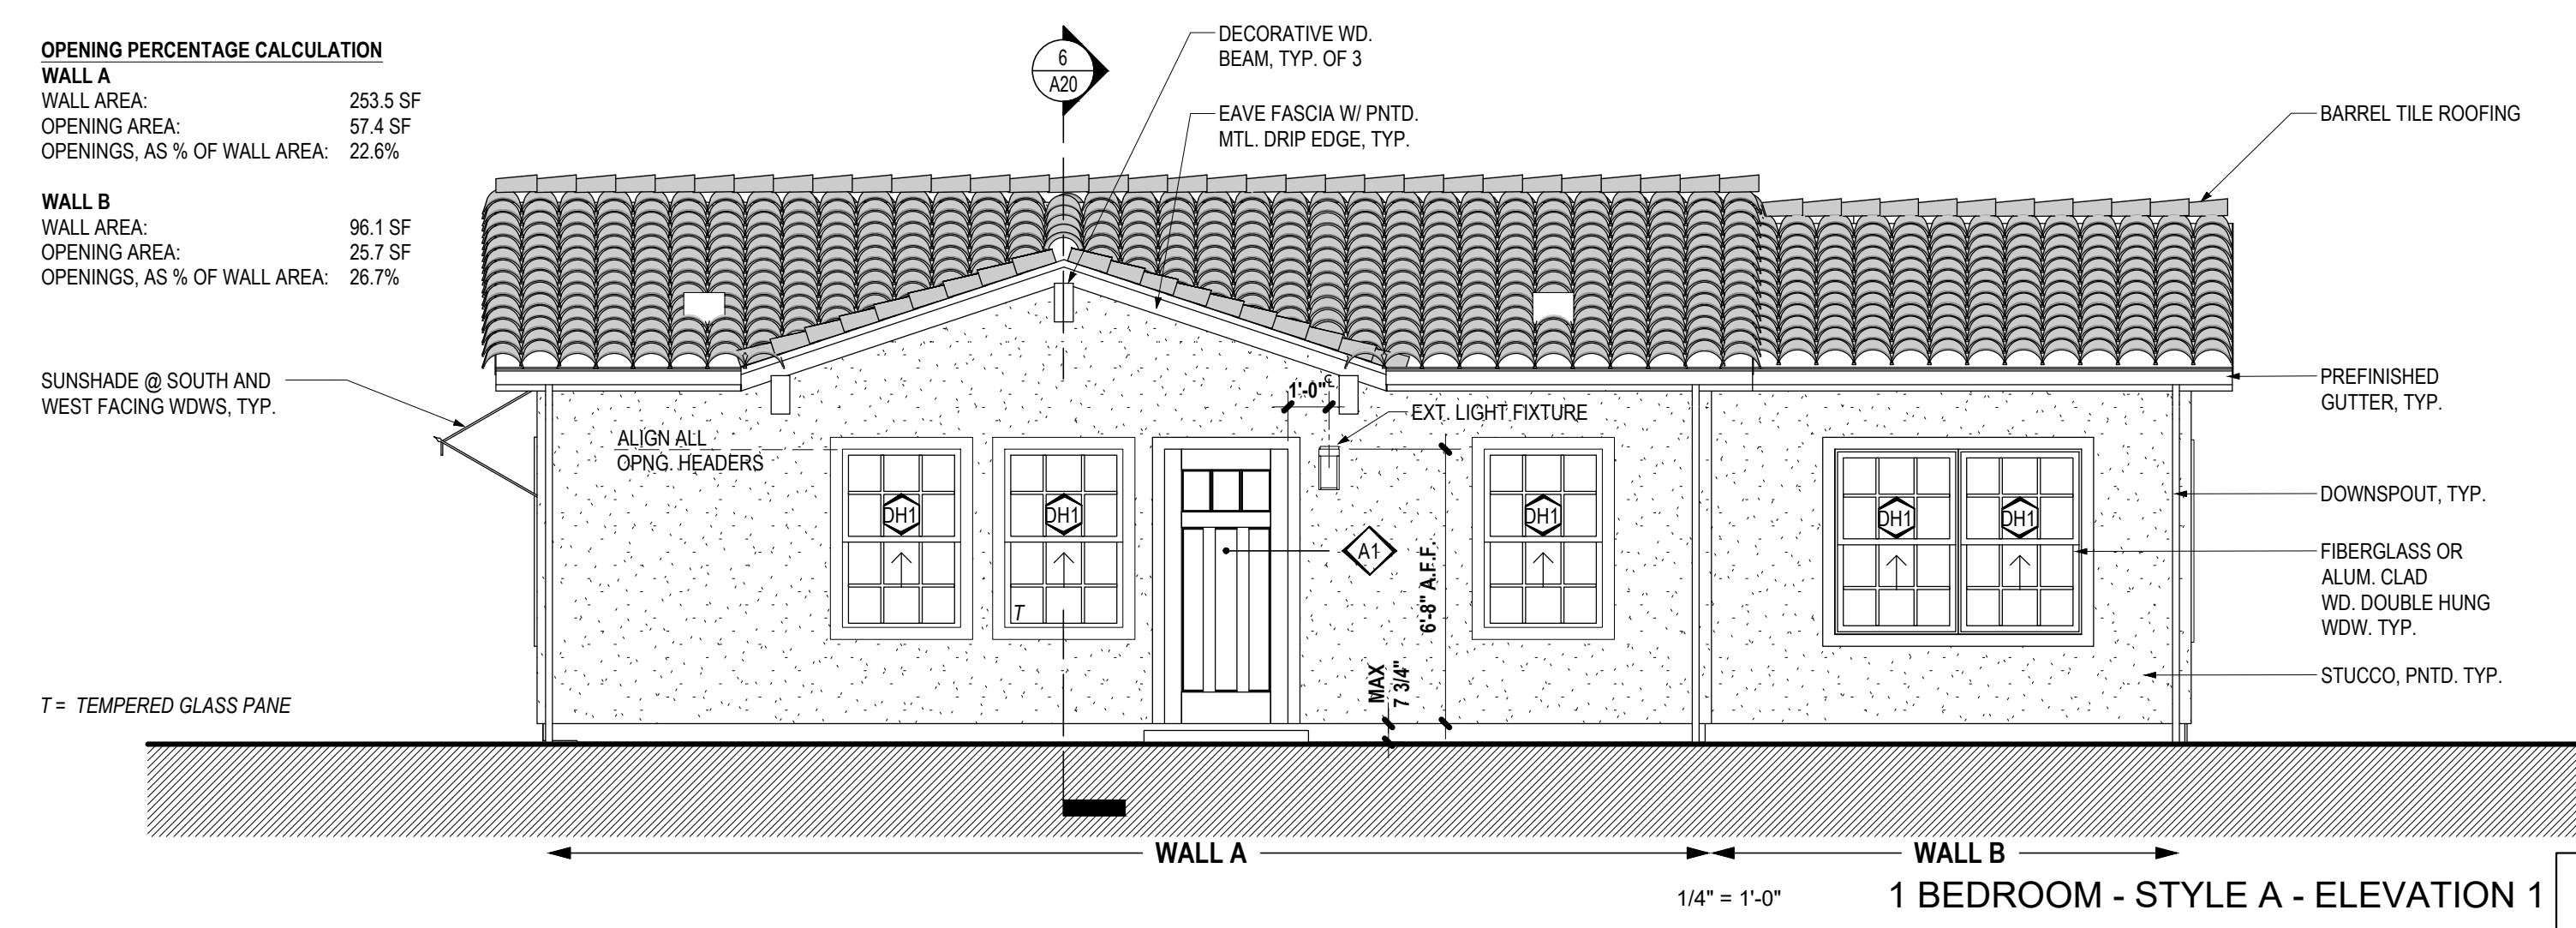 OPENING PERCENTAGE CALCULATION
WALL A
WALL AREA: 253.5 SF
OPENING AREA: 57.4 SF
OPENINGS, AS % OF WALL AREA: 22.6%
WALL B
WALL AREA: 96.1 SF
OPENING AREA: 25.7 SF
OPENINGS, AS % OF WALL AREA: 26.7%
SUNSHADE @ SOUTH AND
WEST FACING WDWS, TYP.
T = TEMPERED GLASS PANE
6
A20
DECORATIVE WD.
BEAM, TYP. OF 3
EAVE FASCIA W/ PNTD.
MTL. DRIP EDGE, TYP.
BARREL TILE ROOFING
1'-0"
℄
EXT. LIGHT FIXTURE
ALIGN ALL
OPNG. HEADERS
DH1
DH1
T
A1
6'-8" A.F.F.
MAX
7 3/4"
DH1
DH1
DH1
PREFINISHED
GUTTER, TYP.
DOWNSPOUT, TYP.
FIBERGLASS OR
ALUM. CLAD
WD. DOUBLE HUNG
WDW. TYP.
STUCCO, PNTD. TYP.
WALL A
WALL B
1/4" = 1'-0"
1 BEDROOM - STYLE A - ELEVATION 1